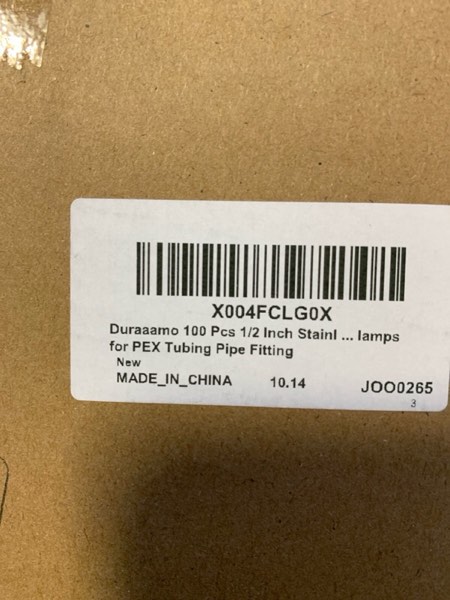 X004FCLG0X
Duraaamo 100 Pcs 1/2 Inch Stainl ... lamps
for PEX Tubing Pipe Fitting
New
MADE_IN_CHINA 10.14 JOO0265
3